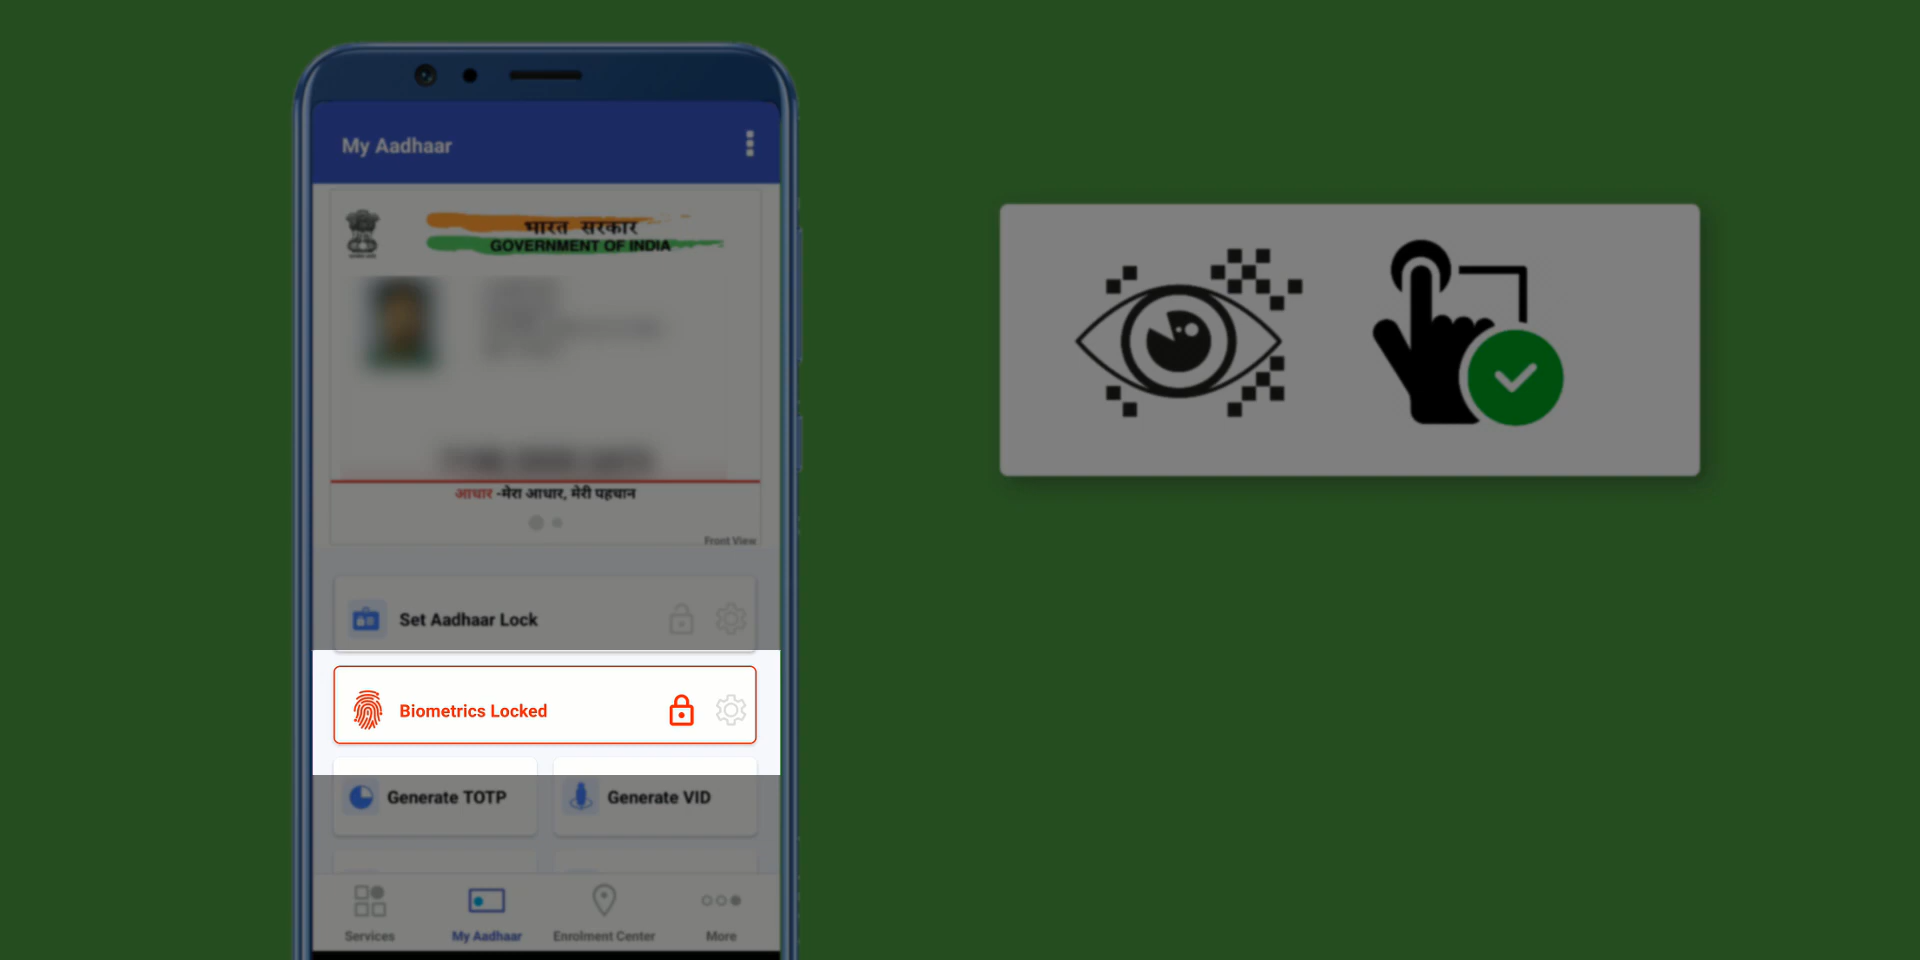 My Aadhaar
भारत सरकार
GOVERNMENT OF INDIA
आधार -मेरा आधार, मेरी पहचान
Front View
Set Aadhaar Lock
Biometrics Locked
Generate TOTP
Generate VID
Services
My Aadhaar
Enrolment Center
More